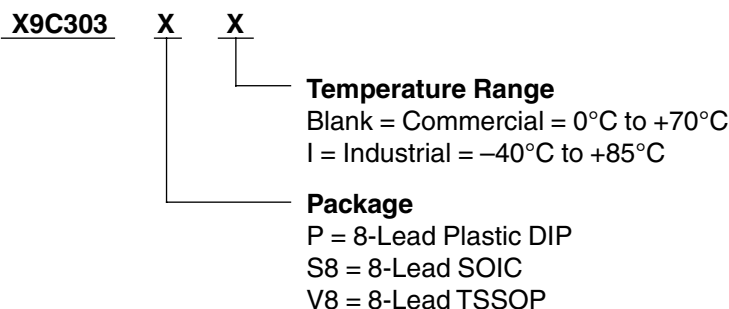 X9C303 X X
Temperature Range
Blank = Commercial = 0°C to +70°C
I = Industrial = –40°C to +85°C
Package
P = 8-Lead Plastic DIP
S8 = 8-Lead SOIC
V8 = 8-Lead TSSOP